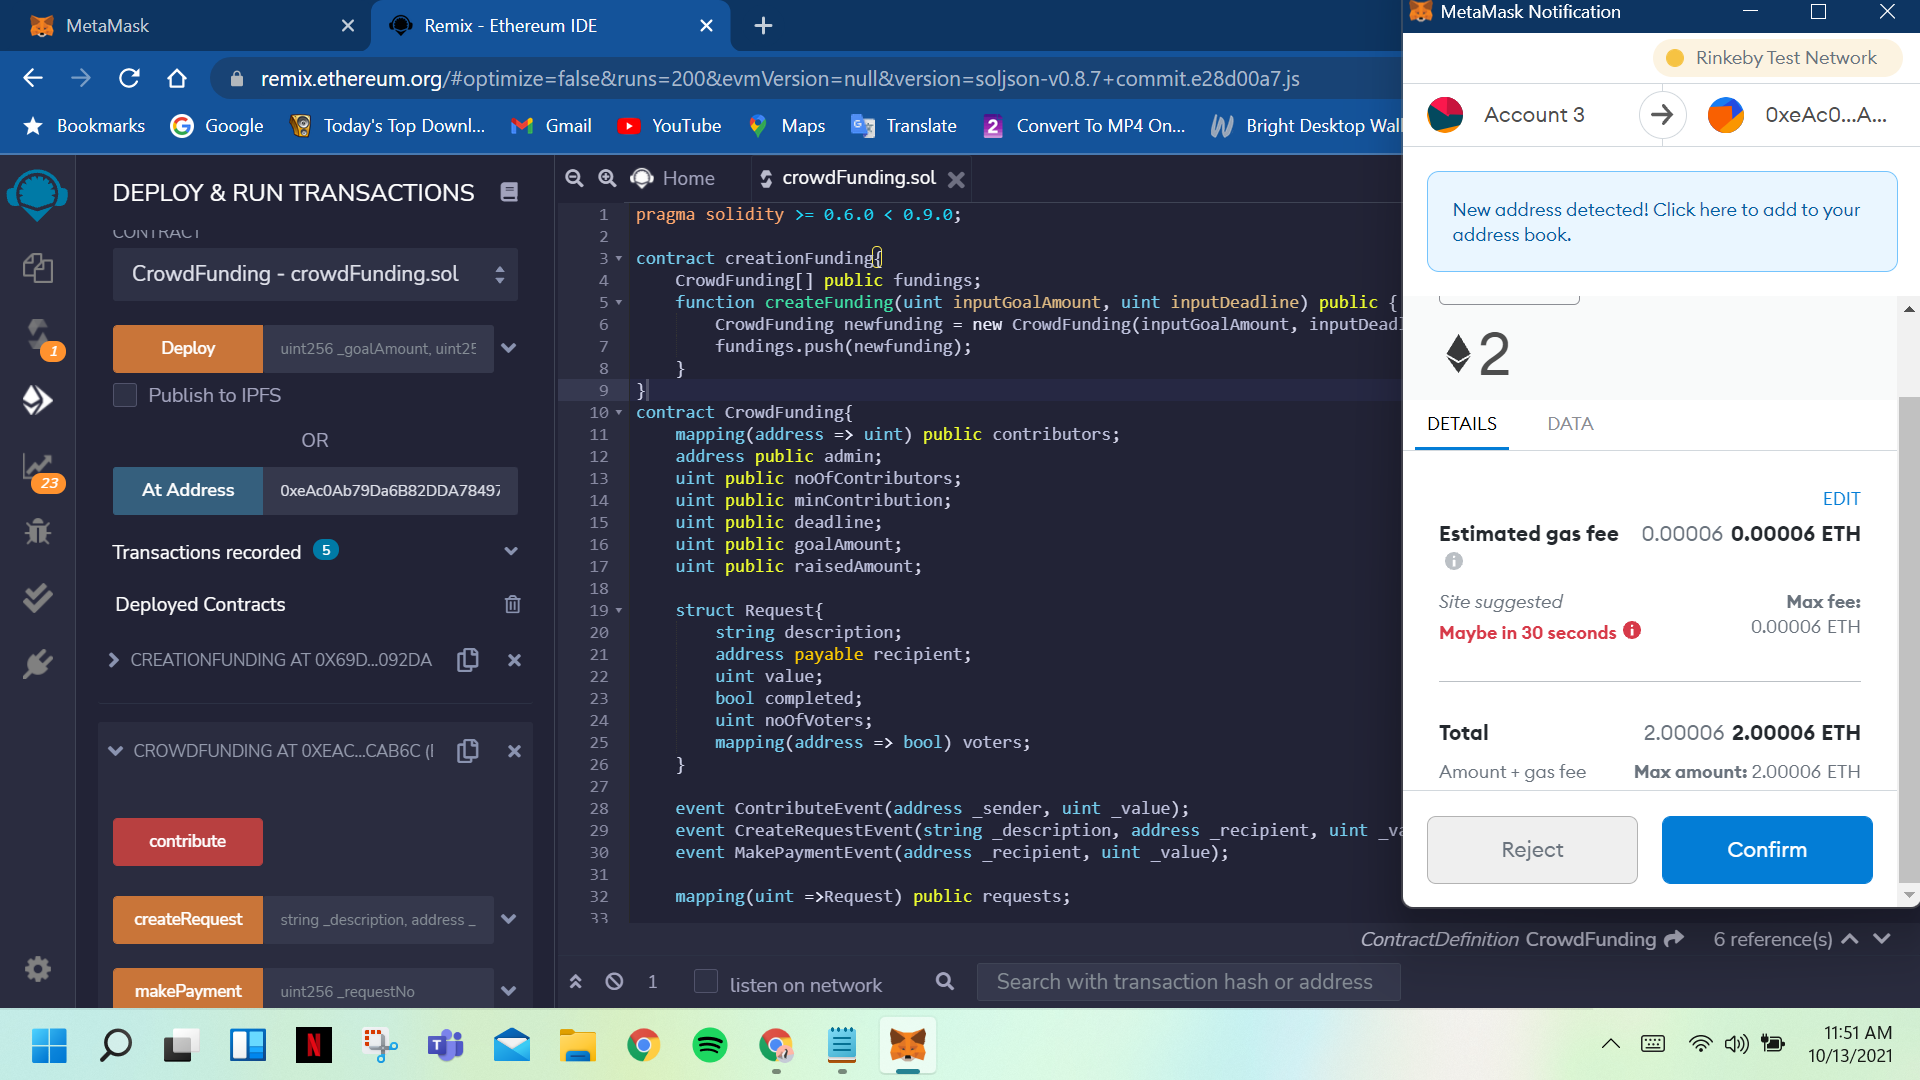 MetaMask
Remix - Ethereum IDE
remix.ethereum.org/#optimize=false&runs=200&evmVersion=null&version=soljson-v0.8.7+commit.e28d00a7.js
Bookmarks
Google
Today's Top Downl...
Gmail
YouTube
Maps
Translate
2
Convert To MP4 On...
Bright Desktop Wall
DEPLOY & RUN TRANSACTIONS
CONTRACT
CrowdFunding - crowdFunding.sol
Deploy
uint256 _goalAmount, uint25
Publish to IPFS
OR
At Address
0xeAc0Ab79Da6B82DDA78497
Transactions recorded 5
Deployed Contracts
CREATIONFUNDING AT 0X69D...092DA
CROWDFUNDING AT 0XEAC...CAB6C (
contribute
createRequest
string _description, address _
makePayment
uint256 _requestNo
1
23
Home
crowdFunding.sol
1 pragma solidity >= 0.6.0 < 0.9.0;
2
3 contract creationFunding{
4 CrowdFunding[] public fundings;
5 function createFunding(uint inputGoalAmount, uint inputDeadline) public {
6 CrowdFunding newfunding = new CrowdFunding(inputGoalAmount, inputDeadl
7 fundings.push(newfunding);
8 }
9 }
10 contract CrowdFunding{
11 mapping(address => uint) public contributors;
12 address public admin;
13 uint public noOfContributors;
14 uint public minContribution;
15 uint public deadline;
16 uint public goalAmount;
17 uint public raisedAmount;
18
19 struct Request{
20 string description;
21 address payable recipient;
22 uint value;
23 bool completed;
24 uint noOfVoters;
25 mapping(address => bool) voters;
26 }
27
28 event ContributeEvent(address _sender, uint _value);
29 event CreateRequestEvent(string _description, address _recipient, uint _va
30 event MakePaymentEvent(address _recipient, uint _value);
31
32 mapping(uint =>Request) public requests;
33
ContractDefinition CrowdFunding
6 reference(s)
1
listen on network
Search with transaction hash or address
MetaMask Notification
Rinkeby Test Network
Account 3
0xeAc0...A...
New address detected! Click here to add to your
address book.
2
DETAILS
DATA
EDIT
Estimated gas fee 0.00006 0.00006 ETH
Site suggested
Max fee:
Maybe in 30 seconds
0.00006 ETH
Total 2.00006 2.00006 ETH
Amount + gas fee
Max amount: 2.00006 ETH
Reject
Confirm
11:51 AM
10/13/2021